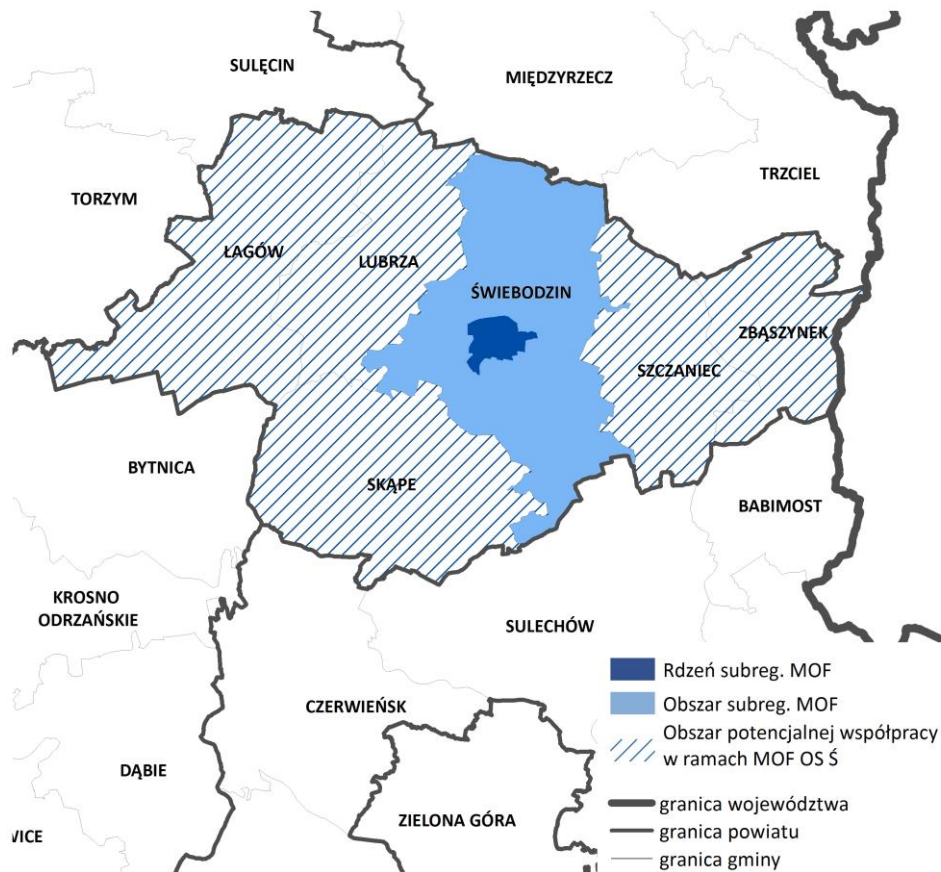 SULĘCIN
MIĘDZYRZECZ
TORZYM
TRZCIEL
ŁAGÓW
LUBRZA
ŚWIEBODZIN
ZBĄSZYNEK
SZCZANIEC
BYTNICA
SKĄPE
BABIMOST
KROSNO
ODRZAŃSKIE
SULECHÓW
CZERWIEŃSK
DĄBIE
ZIELONA GÓRA
WICE
Rdzeń subreg. MOF
Obszar subreg. MOF
Obszar potencjalnej współpracy
w ramach MOF OS Ś
granica województwa
granica powiatu
granica gminy